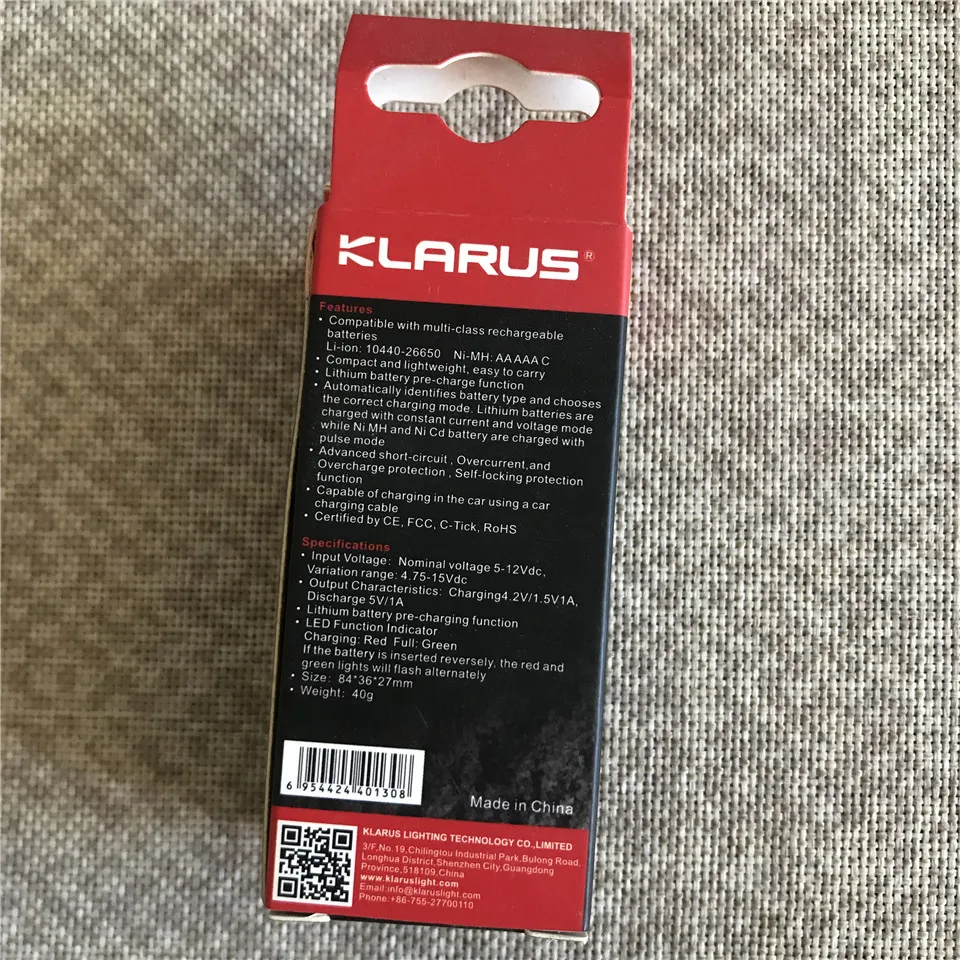 KLARUS®
Features
• Compatible with multi-class rechargeable
batteries
Li-ion: 10440-26650 Ni-MH: AA AAA C
• Compact and lightweight, easy to carry
• Lithium battery pre-charge function
• Automatically identifies battery type and chooses
the correct charging mode. Lithium batteries are
charged with constant current and voltage mode
while Ni MH and Ni Cd battery are charged with
pulse mode
• Advanced short-circuit , Overcurrent,and
Overcharge protection , Self-locking protection
function
• Capable of charging in the car using a car
charging cable
• Certified by CE, FCC, C-Tick, RoHS
Specifications
• Input Voltage: Nominal voltage 5-12Vdc,
Variation range: 4.75-15Vdc
• Output Characteristics: Charging4.2V/1.5V1A,
Discharge 5V/1A
• Lithium battery pre-charging function
• LED Function Indicator
Charging: Red Full: Green
If the battery is inserted reversely, the red and
green lights will flash alternately
• Size: 84*36*27mm
• Weight: 40g
6 954424 401308
Made in China
KLARUS LIGHTING TECHNOLOGY CO.,LIMITED
3/F,No.19,Chilingtou Industrial Park,Bulong Road,
Longhua District,Shenzhen City,Guangdong
Province,518109,China
www.klaruslight.com
Email:info@klaruslight.com
Phone:+86-755-27700110